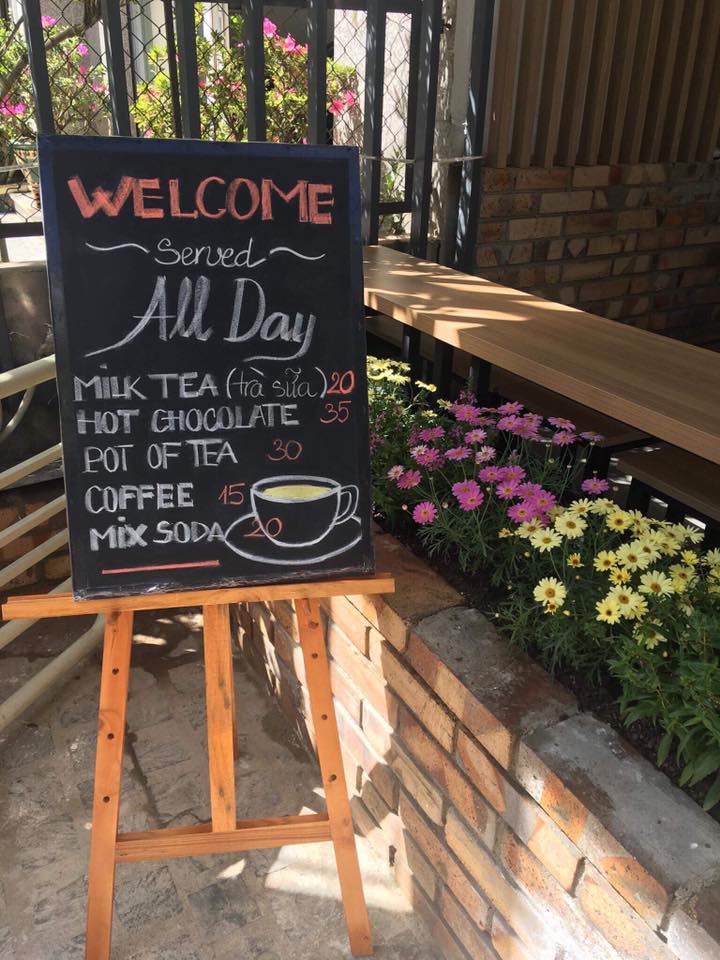 WELCOME
Served
All Day
MiLK TEA (trà sữa) 20
HOT CHOCOLATE 35
POT OF TEA 30
COFFEE 15
Mix SODA 20